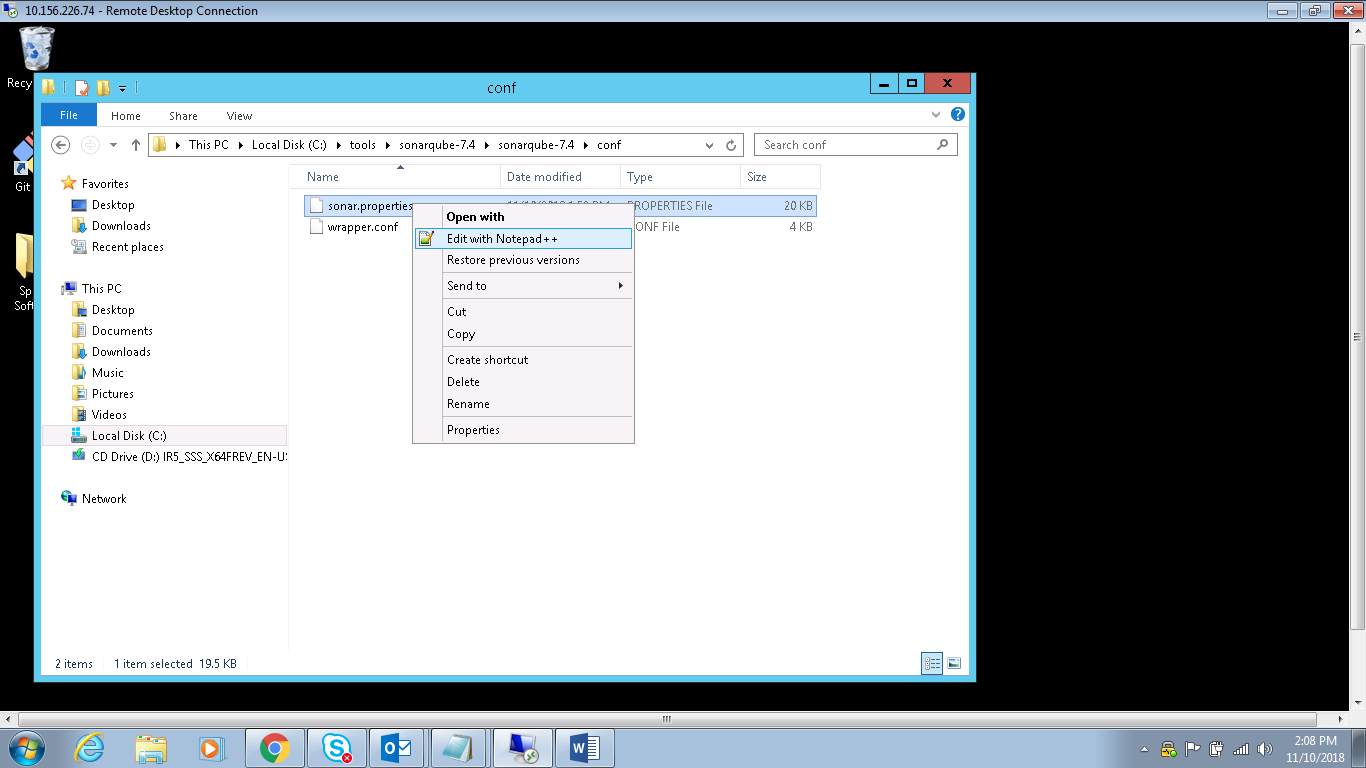 10.156.226.74 - Remote Desktop Connection
Recy
Git
Sp
Soft
conf
File Home Share View
This PC Local Disk (C:) tools sonarqube-7.4 sonarqube-7.4 conf
Search conf
Name Date modified Type Size
sonar.properties PROPERTIES File 20 KB
wrapper.conf ONF File 4 KB
Open with
Edit with Notepad++
Restore previous versions
Send to
Cut
Copy
Create shortcut
Delete
Rename
Properties
Favorites
Desktop
Downloads
Recent places
This PC
Desktop
Documents
Downloads
Music
Pictures
Videos
Local Disk (C:)
CD Drive (D:) IR5_SSS_X64FREV_EN-US
Network
2 items 1 item selected 19.5 KB
2:08 PM
11/10/2018